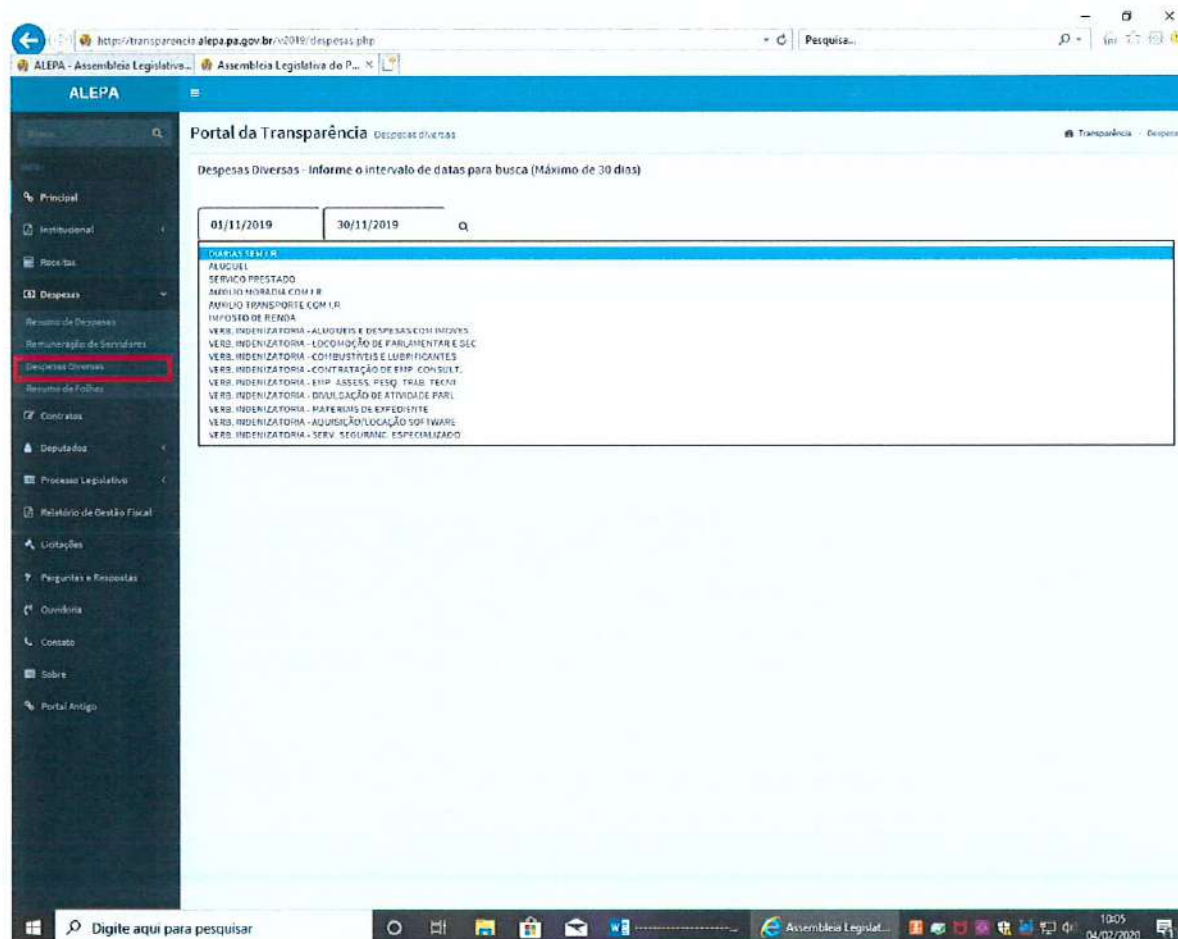 http://transparencia.alepa.pa.gov.br/v2019/despesas.php
Pesquisa...
ALEPA - Assembleia Legislativa...
Assembleia Legislativa do P...
ALEPA
Portal da Transparência Despesas diversas
Transparência
Despesas Diversas - Informe o intervalo de datas para busca (Máximo de 30 dias)
Principal
01/11/2019 30/11/2019
Institucional
Receitas
Despesas
Resumo de Despesas
Remuneração de Servidores
Despesas Diversas
Resumo de Folhas
Contratos
Deputados
Processo Legislativo
Relatório de Gestão Fiscal
Licitações
Perguntas e Respostas
Ouvidoria
Contato
Sobre
Portal Antigo
DIARIAS SEM I.R
ALUGUEL
SERVICO PRESTADO
AUXILIO MORADIA COM I.R
AUXILIO TRANSPORTE COM I.R
IMPOSTO DE RENDA
VERB. INDENIZATORIA - ALUGUEIS E DESPESAS COM IMOVES
VERB. INDENIZATORIA - LOCOMOÇÃO DE PARLAMENTAR E SEC
VERB. INDENIZATORIA - COMBUSTÍVEIS E LUBRIFICANTES
VERB. INDENIZATORIA - CONTRATAÇÃO DE EMP. CONSULT.
VERB. INDENIZATORIA - EMP. ASSESS. PESQ. TRAB. TECNI
VERB. INDENIZATORIA - DIVULGAÇÃO DE ATIVIDADE PARL
VERB. INDENIZATORIA - MATERIAIS DE EXPEDIENTE
VERB. INDENIZATORIA - AQUISIÇÃO/LOCAÇÃO SOFTWARE
VERB. INDENIZATORIA - SERV. SEGURANC. ESPECIALIZADO
Digite aqui para pesquisar
Assembleia Legislat...
10:05
04/02/2020